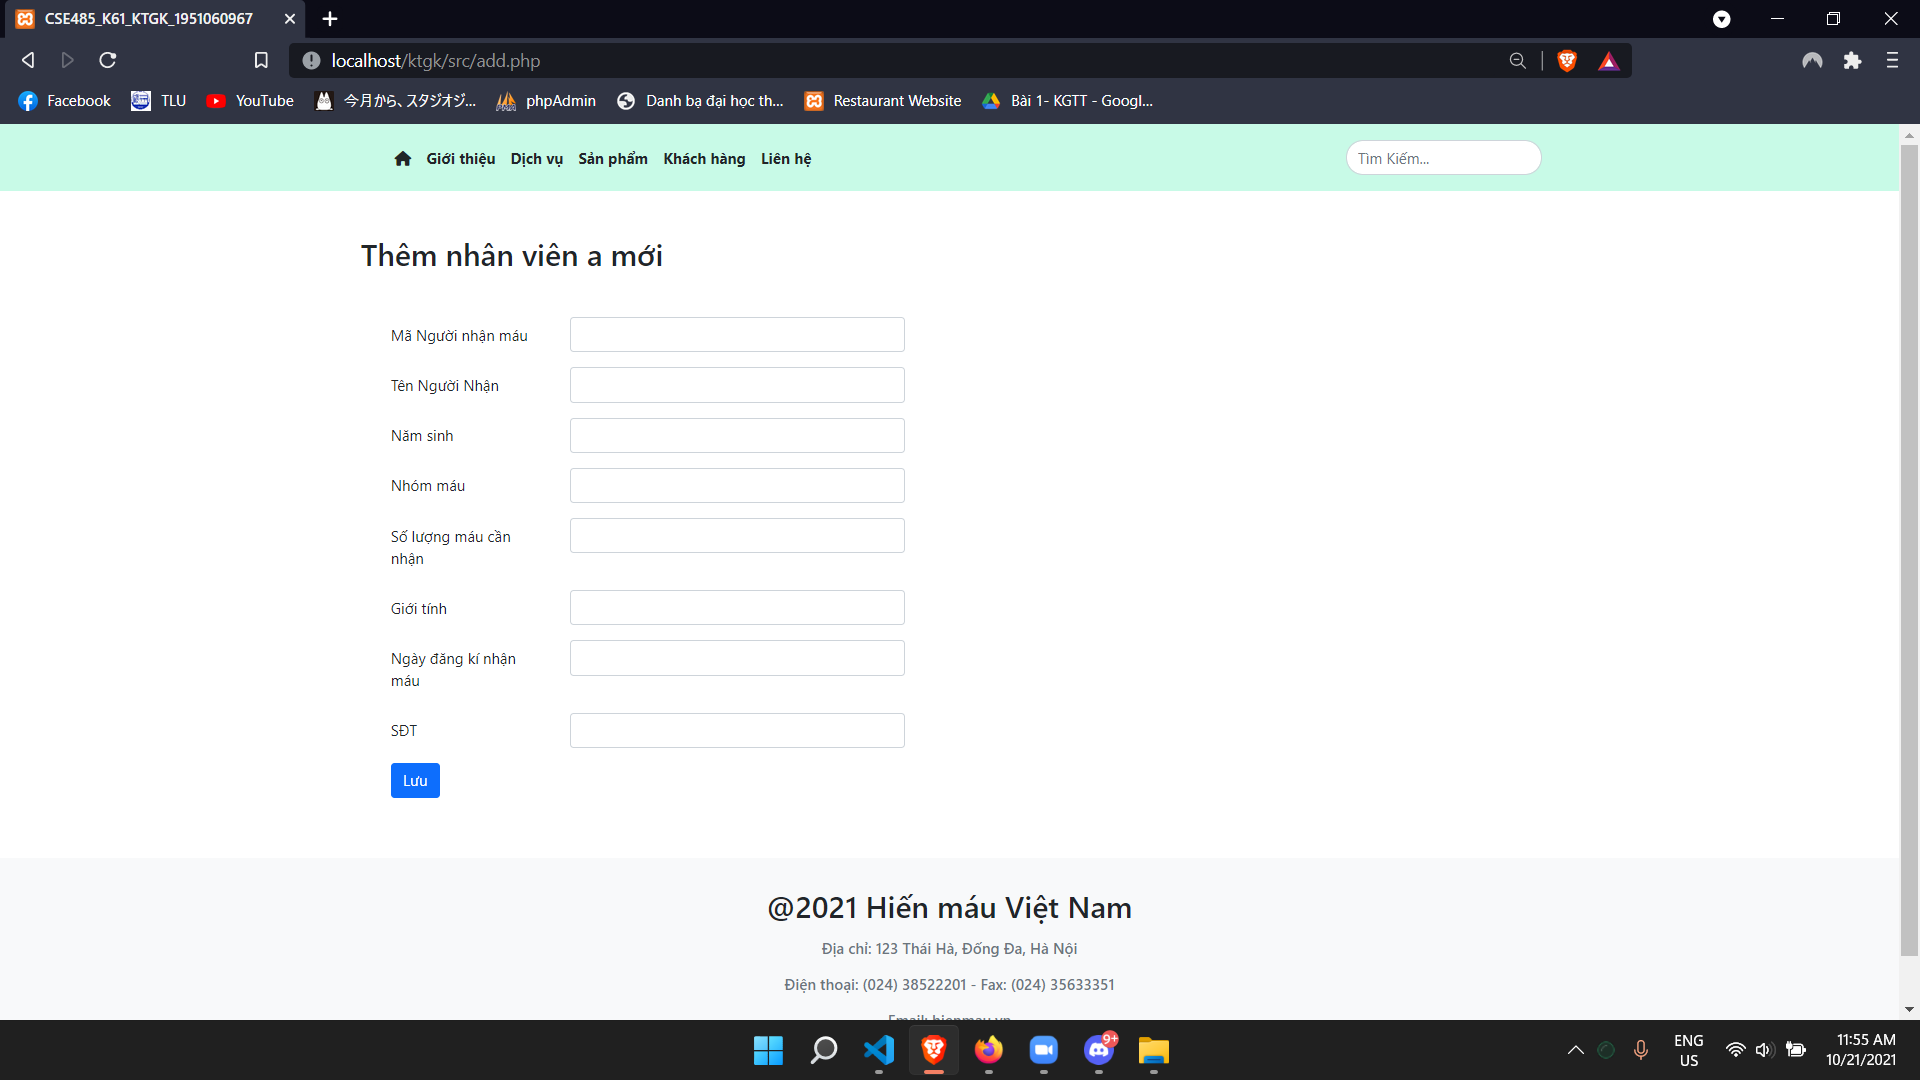 CSE485_K61_KTGK_1951060967
localhost/ktgk/src/add.php
Facebook TLU YouTube 今月から、スタジオジ... phpAdmin Danh bạ đại học th... Restaurant Website Bài 1- KGTT - Googl...
Giới thiệu Dịch vụ Sản phẩm Khách hàng Liên hệ Tìm Kiếm...
Thêm nhân viên a mới
Mã Người nhận máu
Tên Người Nhận
Năm sinh
Nhóm máu
Số lượng máu cần
nhận
Giới tính
Ngày đăng kí nhận
máu
SĐT
Lưu
@2021 Hiến máu Việt Nam
Địa chỉ: 123 Thái Hà, Đống Đa, Hà Nội
Điện thoại: (024) 38522201 - Fax: (024) 35633351
Email: hienmau.vn
9+
ENG
US
11:55 AM
10/21/2021